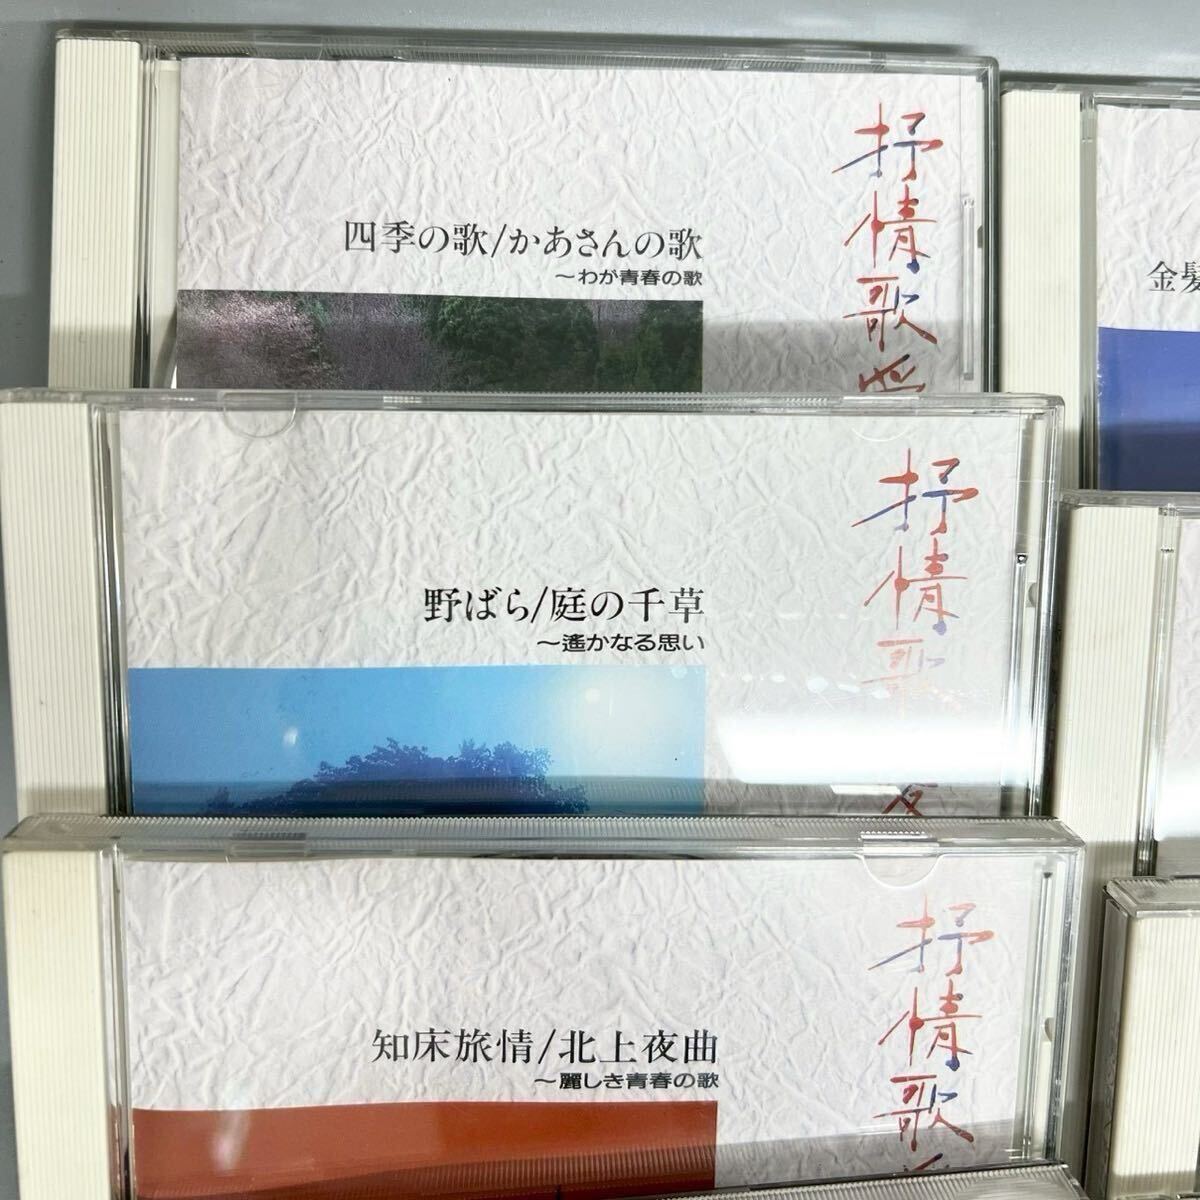 四季の歌/かあさんの歌
～わが青春の歌
抒情歌
金髪
野ばら/庭の千草
～遙かなる思い
抒情歌
知床旅情/北上夜曲
～麗しき青春の歌
抒情歌